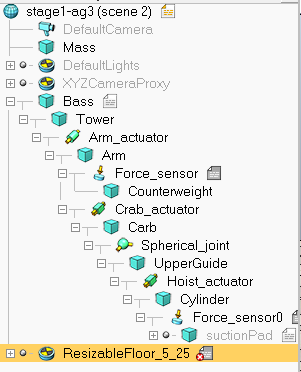 stage1-ag3 (scene 2)
DefaultCamera
Mass
DefaultLights
XYZCameraProxy
Bass
Tower
Arm_actuator
Arm
Force_sensor
Counterweight
Crab_actuator
Carb
Spherical_joint
UpperGuide
Hoist_actuator
Cylinder
Force_sensor0
suctionPad
ResizableFloor_5_25